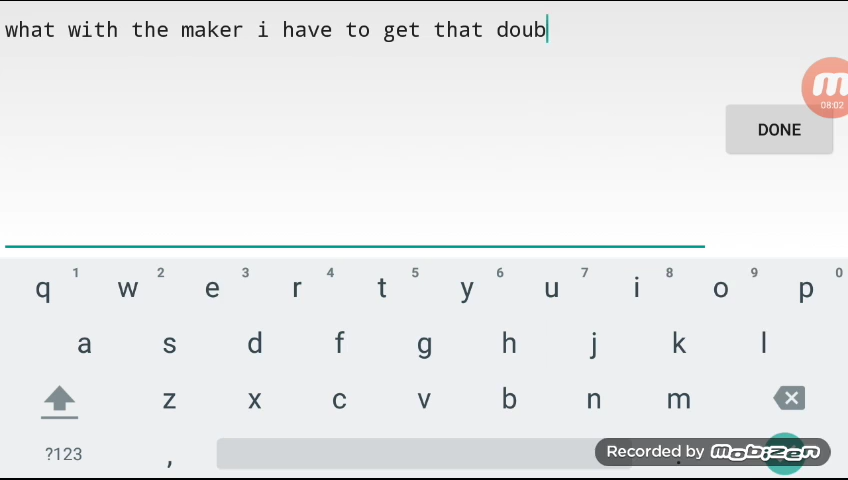 what with the maker i have to get that doub
08:02
DONE
q 1 w 2 e 3 r 4 t 5 y 6 u 7 i 8 o 9 p 0
a s d f g h j k l
z x c v b n m
?123 , .
Recorded by mobizen